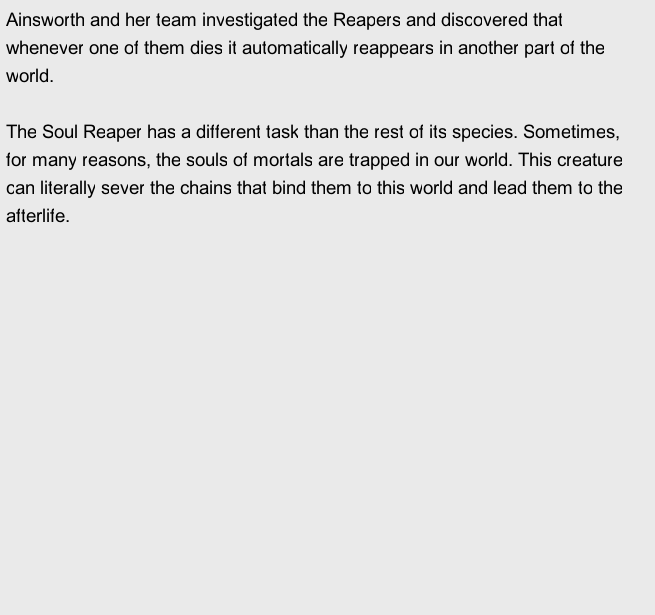 Ainsworth and her team investigated the Reapers and discovered that
whenever one of them dies it automatically reappears in another part of the
world.
The Soul Reaper has a different task than the rest of its species. Sometimes,
for many reasons, the souls of mortals are trapped in our world. This creature
can literally sever the chains that bind them to this world and lead them to the
afterlife.